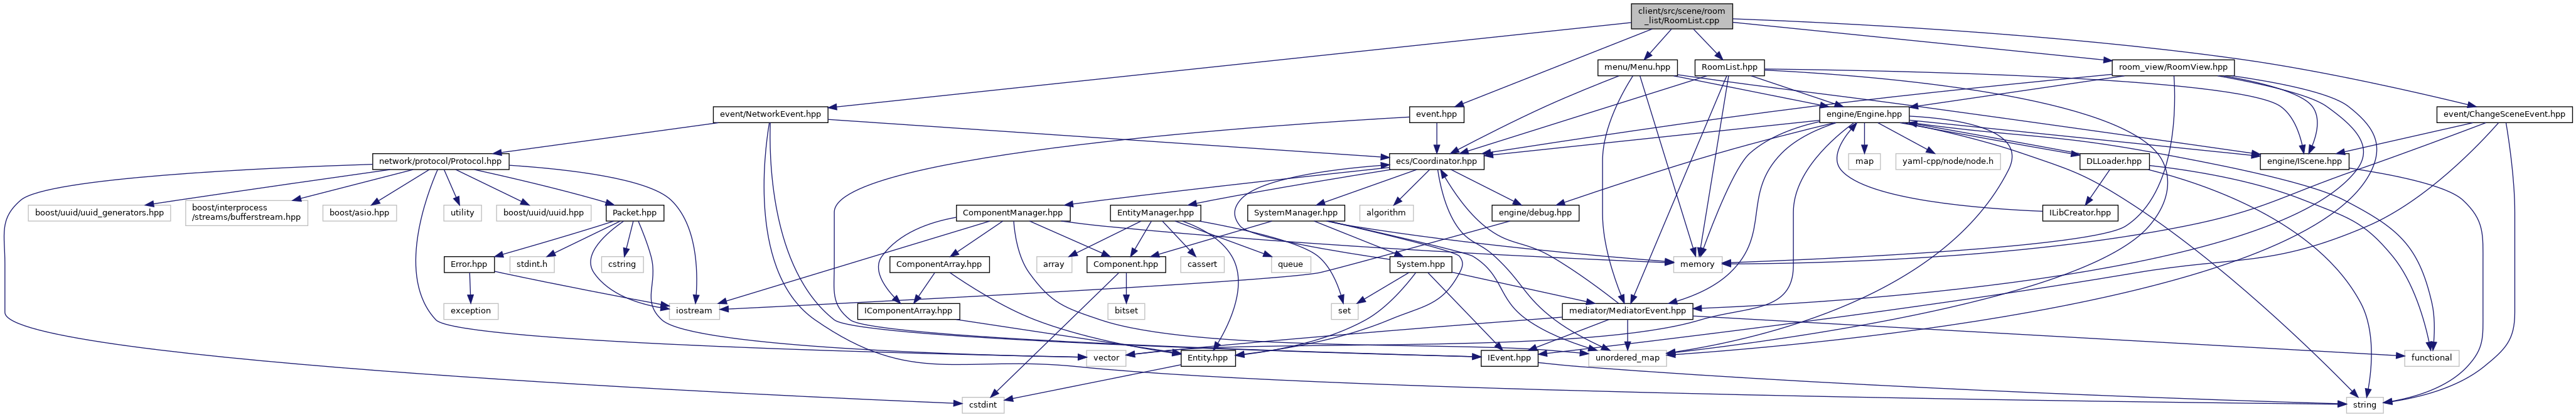 client/src/scene/room
_list/RoomList.cpp
menu/Menu.hpp
RoomList.hpp
room_view/RoomView.hpp
event/NetworkEvent.hpp
event.hpp
engine/Engine.hpp
event/ChangeSceneEvent.hpp
network/protocol/Protocol.hpp
ecs/Coordinator.hpp
map
yaml-cpp/node/node.h
DLLoader.hpp
engine/IScene.hpp
boost/uuid/uuid_generators.hpp
boost/interprocess
/streams/bufferstream.hpp
boost/asio.hpp
utility
boost/uuid/uuid.hpp
Packet.hpp
ComponentManager.hpp
EntityManager.hpp
SystemManager.hpp
algorithm
engine/debug.hpp
ILibCreator.hpp
Error.hpp
stdint.h
cstring
ComponentArray.hpp
array
Component.hpp
cassert
queue
System.hpp
memory
exception
iostream
IComponentArray.hpp
bitset
set
mediator/MediatorEvent.hpp
vector
Entity.hpp
IEvent.hpp
unordered_map
functional
cstdint
string